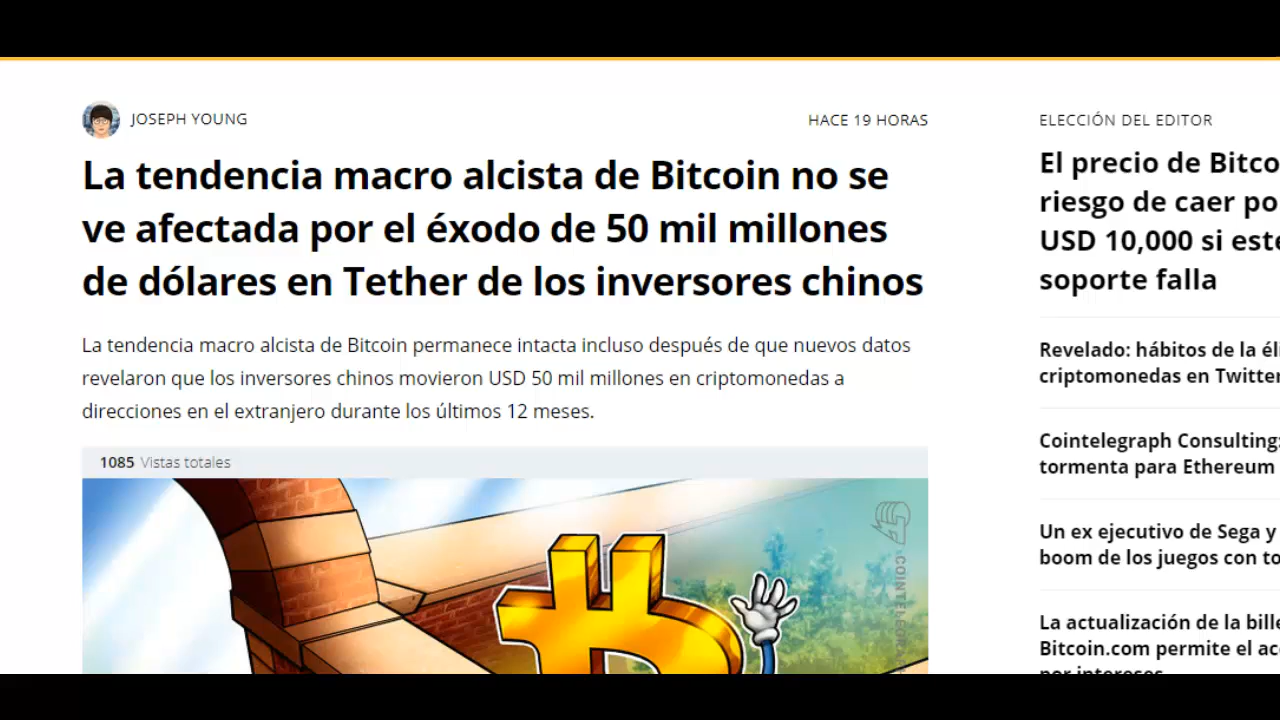 JOSEPH YOUNG
HACE 19 HORAS
La tendencia macro alcista de Bitcoin no se
ve afectada por el éxodo de 50 mil millones
de dólares en Tether de los inversores chinos
La tendencia macro alcista de Bitcoin permanece intacta incluso después de que nuevos datos
revelaron que los inversores chinos movieron USD 50 mil millones en criptomonedas a
direcciones en el extranjero durante los últimos 12 meses.
1085 Vistas totales
ELECCIÓN DEL EDITOR
El precio de Bitco
riesgo de caer po
USD 10,000 si este
soporte falla
Revelado: hábitos de la éli
criptomonedas en Twitter
Cointelegraph Consulting:
tormenta para Ethereum
Un ex ejecutivo de Sega y
boom de los juegos con to
La actualización de la bille
Bitcoin.com permite el ac
por intereses